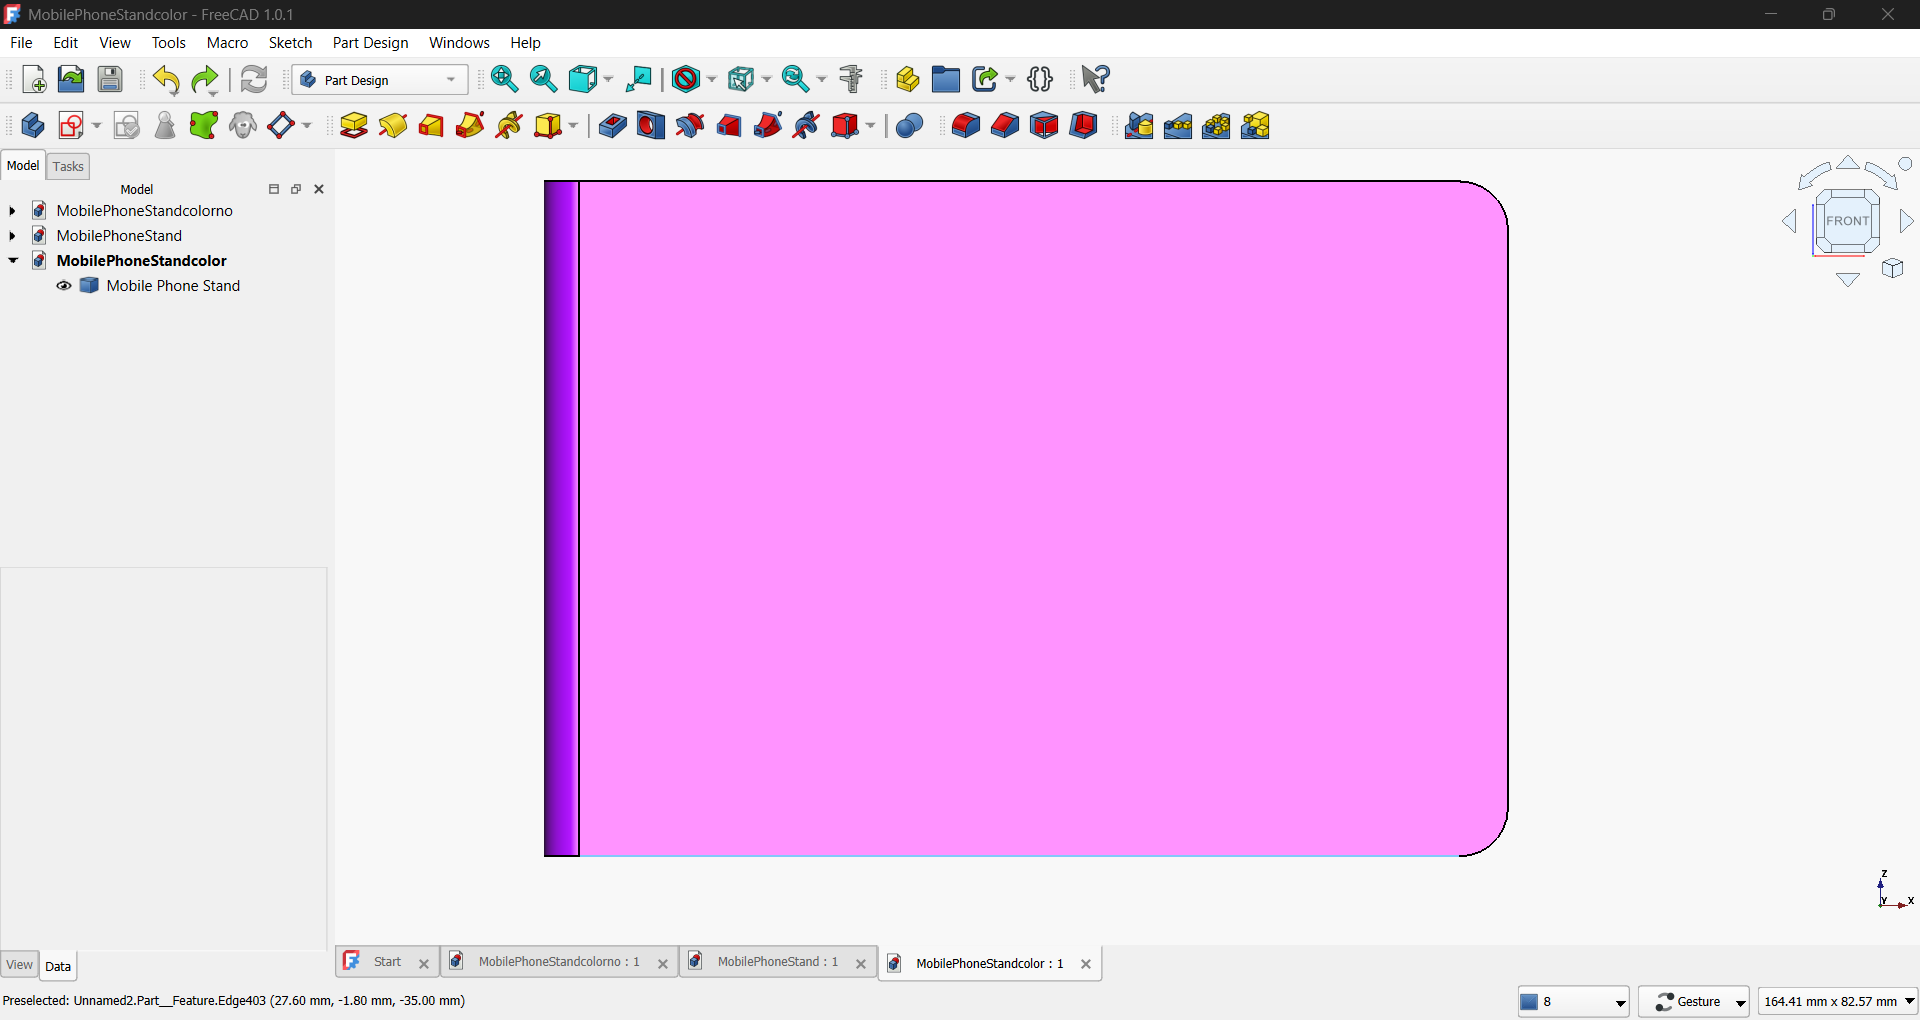 MobilePhoneStandcolor - FreeCAD 1.0.1
File Edit View Tools Macro Sketch Part Design Windows Help
Part Design
Model Tasks
Model
MobilePhoneStandcolorno
MobilePhoneStand
MobilePhoneStandcolor
Mobile Phone Stand
FRONT
Z
Y X
View Data
Start MobilePhoneStandcolorno : 1 MobilePhoneStand : 1 MobilePhoneStandcolor : 1
Preselected: Unnamed2.Part__Feature.Edge403 (27.60 mm, -1.80 mm, -35.00 mm)
8 Gesture 164.41 mm x 82.57 mm